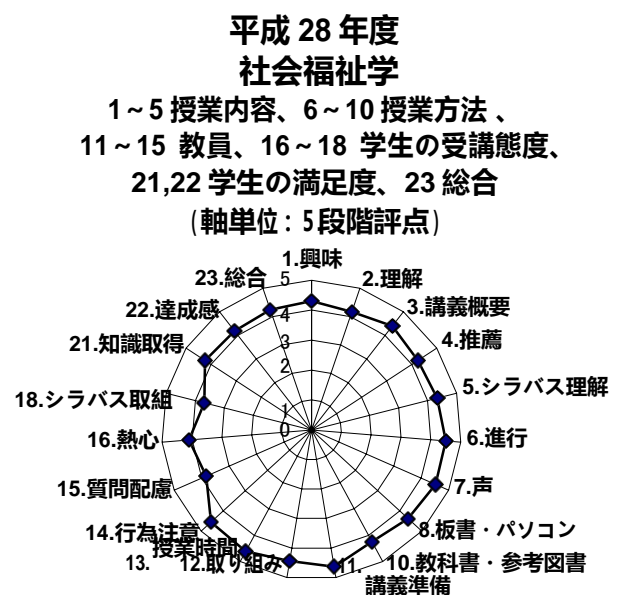 平成 28 年度
社会福祉学
1～5 授業内容、6～10 授業方法 、
11～15 教員、16～18 学生の受講態度、
21,22 学生の満足度、23 総合
(軸単位：5段階評点)
1.興味
2.理解
3.講義概要
4.推薦
5.シラバス理解
6.進行
7.声
8.板書・パソコン
10.教科書・参考図書
11.
講義準備
12.取り組み
13.
授業時間
14.行為注意
15.質問配慮
16.熱心
18.シラバス取組
21.知識取得
22.達成感
23.総合
5
4
3
2
1
0